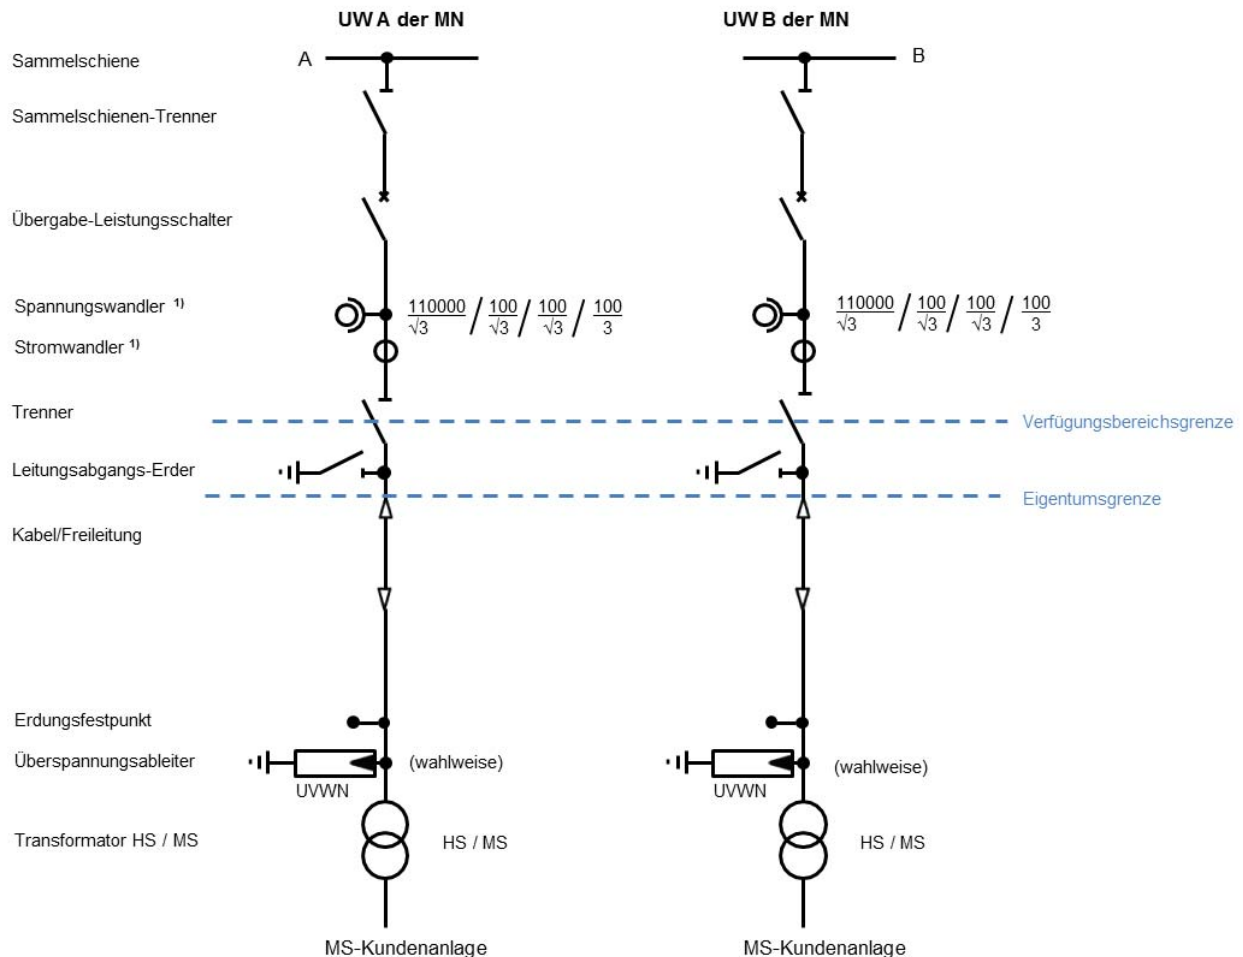 UW A der MN
UW B der MN
Sammelschiene
A
B
Sammelschienen-Trenner
Übergabe-Leistungsschalter
Spannungswandler 1)
110000/√3 / 100/√3 / 100/√3 / 100/3
110000/√3 / 100/√3 / 100/√3 / 100/3
Stromwandler 1)
Trenner
Verfügungsbereichsgrenze
Leitungsabgangs-Erder
Eigentumsgrenze
Kabel/Freileitung
Erdungsfestpunkt
Überspannungsableiter
(wahlweise)
(wahlweise)
UVWN
UVWN
Transformator HS / MS
HS / MS
HS / MS
MS-Kundenanlage
MS-Kundenanlage